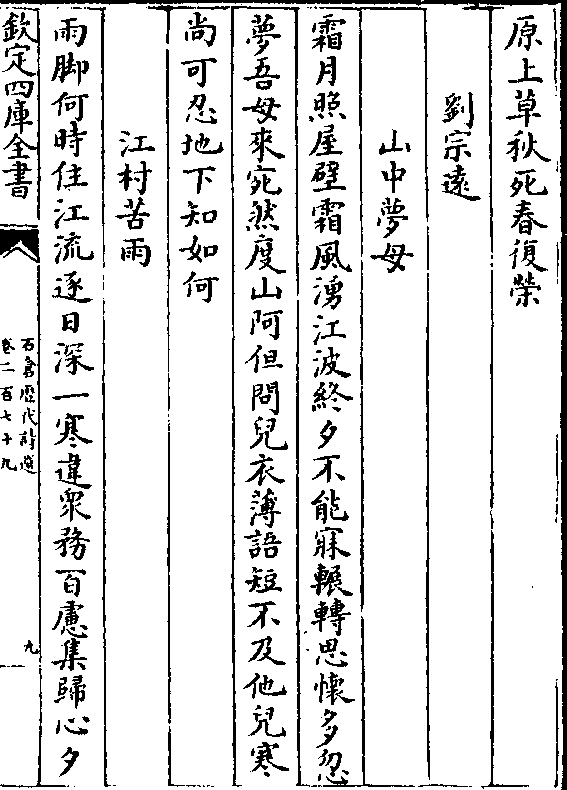 原上草秋死春復榮
劉宗遠
山中夢母
霜月照屋壁霜風湧江波終夕不能寐輾轉思懷多忽
夢吾母來宛然度山阿但問兒衣薄語短不及他兒寒
尚可忍地下知如何
江村苦雨
雨脚何時住江流逐日深一寒違衆務百慮集歸心夕
欽定四庫全書
石倉歷代詩選
卷二百七十九
九